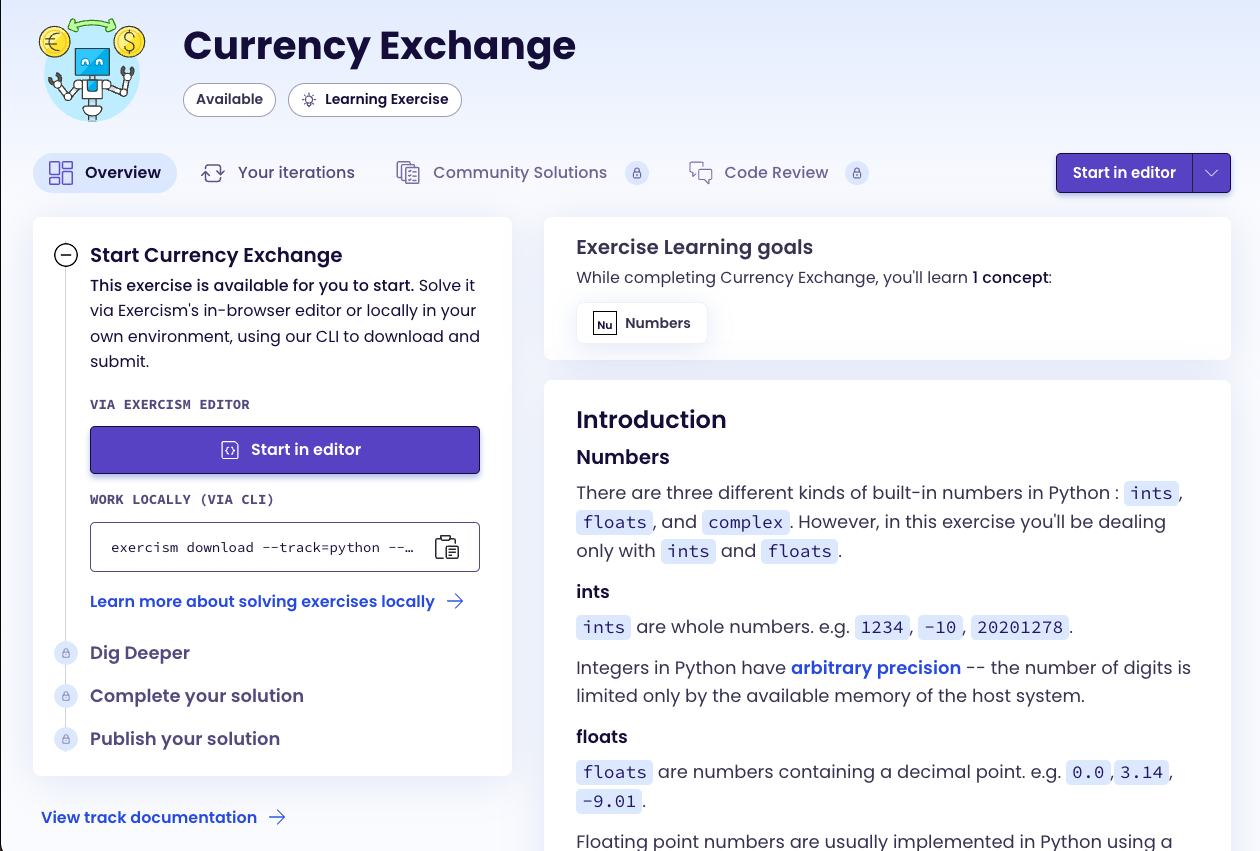 Currency Exchange
Available
Learning Exercise
Overview
Your iterations
Community Solutions
Code Review
Start in editor
Start Currency Exchange
This exercise is available for you to start. Solve it
via Exercism's in-browser editor or locally in your
own environment, using our CLI to download and
submit.
VIA EXERCISM EDITOR
Start in editor
WORK LOCALLY (VIA CLI)
exercism download --track=python --…
Learn more about solving exercises locally
Dig Deeper
Complete your solution
Publish your solution
View track documentation
Exercise Learning goals
While completing Currency Exchange, you'll learn 1 concept:
Nu Numbers
Introduction
Numbers
There are three different kinds of built-in numbers in Python : ints,
floats, and complex. However, in this exercise you'll be dealing
only with ints and floats.
ints
ints are whole numbers. e.g. 1234, -10, 20201278.
Integers in Python have arbitrary precision -- the number of digits is
limited only by the available memory of the host system.
floats
floats are numbers containing a decimal point. e.g. 0.0,3.14,
-9.01.
Floating point numbers are usually implemented in Python using a